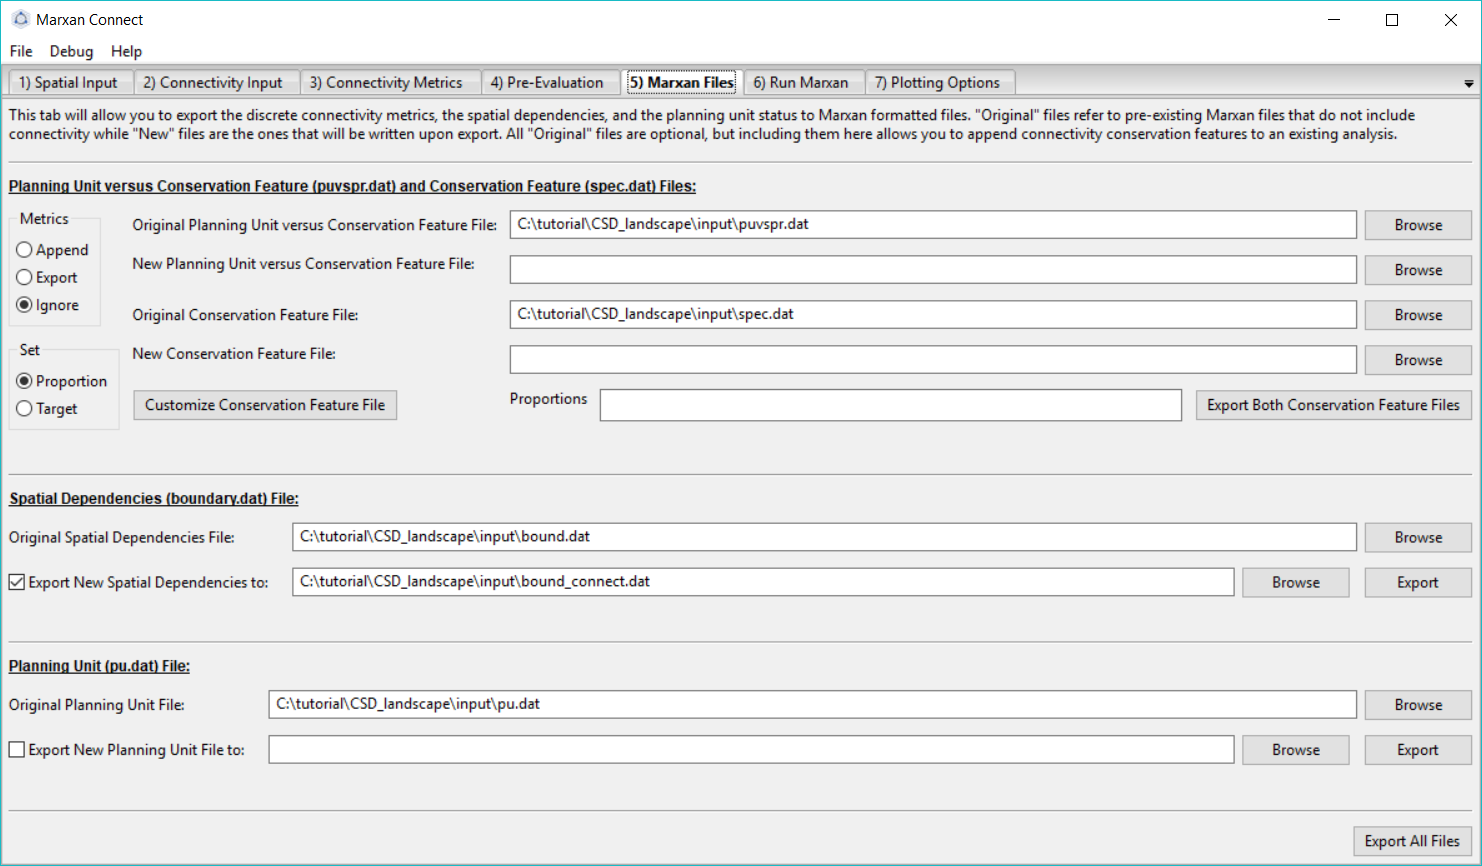 Marxan Connect
File Debug Help
1) Spatial Input 2) Connectivity Input 3) Connectivity Metrics 4) Pre-Evaluation 5) Marxan Files 6) Run Marxan 7) Plotting Options
This tab will allow you to export the discrete connectivity metrics, the spatial dependencies, and the planning unit status to Marxan formatted files. "Original" files refer to pre-existing Marxan files that do not include
connectivity while "New" files are the ones that will be written upon export. All "Original" files are optional, but including them here allows you to append connectivity conservation features to an existing analysis.
Planning Unit versus Conservation Feature (puvspr.dat) and Conservation Feature (spec.dat) Files:
Metrics
Append
Export
Ignore
Set
Proportion
Target
Original Planning Unit versus Conservation Feature File: C:\tutorial\CSD_landscape\input\puvspr.dat Browse
New Planning Unit versus Conservation Feature File: Browse
Original Conservation Feature File: C:\tutorial\CSD_landscape\input\spec.dat Browse
New Conservation Feature File: Browse
Customize Conservation Feature File Proportions Export Both Conservation Feature Files
Spatial Dependencies (boundary.dat) File:
Original Spatial Dependencies File: C:\tutorial\CSD_landscape\input\bound.dat Browse
Export New Spatial Dependencies to: C:\tutorial\CSD_landscape\input\bound_connect.dat Browse Export
Planning Unit (pu.dat) File:
Original Planning Unit File: C:\tutorial\CSD_landscape\input\pu.dat Browse
Export New Planning Unit File to: Browse Export
Export All Files